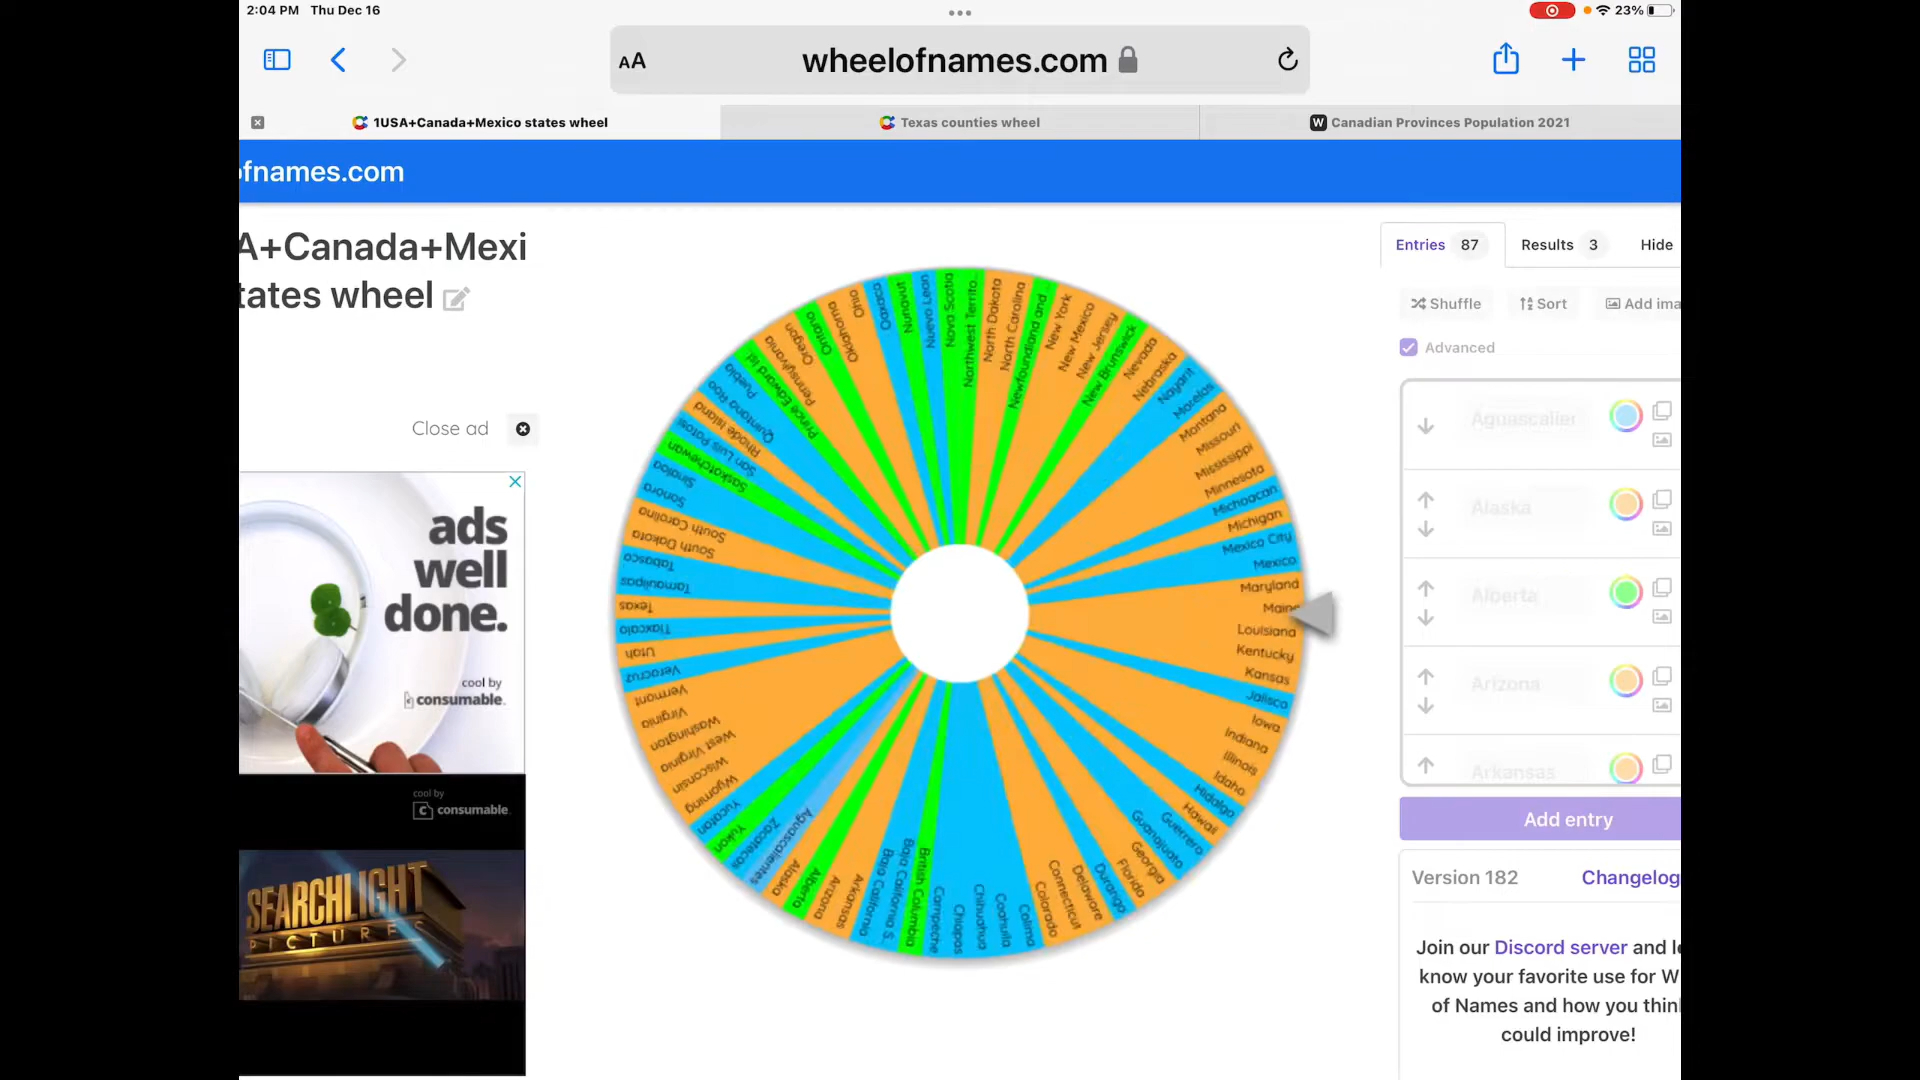 2:04 PM Thu Dec 16
23%
AA wheelofnames.com
1USA+Canada+Mexico states wheel
Texas counties wheel
W Canadian Provinces Population 2021
ofnames.com
A+Canada+Mexi
tates wheel
Close ad
ads
well
done.
cool by
consumable.
cool by
consumable.
SEARCHLIGHT
PICTURES
Nova Scotia
Northwest Territo...
North Dakota
North Carolina
Newfoundland and...
New York
New Mexico
New Jersey
New Brunswick
Nevada
Nebraska
Nayarit
Morelos
Montana
Missouri
Mississippi
Minnesota
Michoacan
Michigan
Mexico City
Mexico
Maryland
Maine
Louisiana
Kentucky
Kansas
Jalisco
Iowa
Indiana
Illinois
Idaho
Hidalgo
Hawaii
Guerrero
Guanajuato
Georgia
Florida
Durango
Delaware
Connecticut
Colorado
Colima
Coahuila
Chihuahua
Chiapas
Campeche
British Columbia
Baja California S...
Baja California
Arkansas
Arizona
Alberta
Alaska
Aguascalientes
Zacatecas
Yukon
Yucatan
Wyoming
Wisconsin
West Virginia
Washington
Virginia
Vermont
Veracruz
Utah
Tlaxcala
Texas
Tamaulipas
Tabasco
South Dakota
South Carolina
Sonora
Sinaloa
Saskatchewan
San Luis Potosi
Rhode Island
Quintana Roo
Puebla
Prince Edward Isl...
Pennsylvania
Oregon
Ontario
Oklahoma
Ohio
Oaxaca
Nunavut
Nuevo Leon
Entries 87 Results 3 Hide
Shuffle Sort Add ima
Advanced
Aguascalier
Alaska
Alberta
Arizona
Arkansas
Add entry
Version 182 Changelog
Join our Discord server and le
know your favorite use for W
of Names and how you thin
could improve!